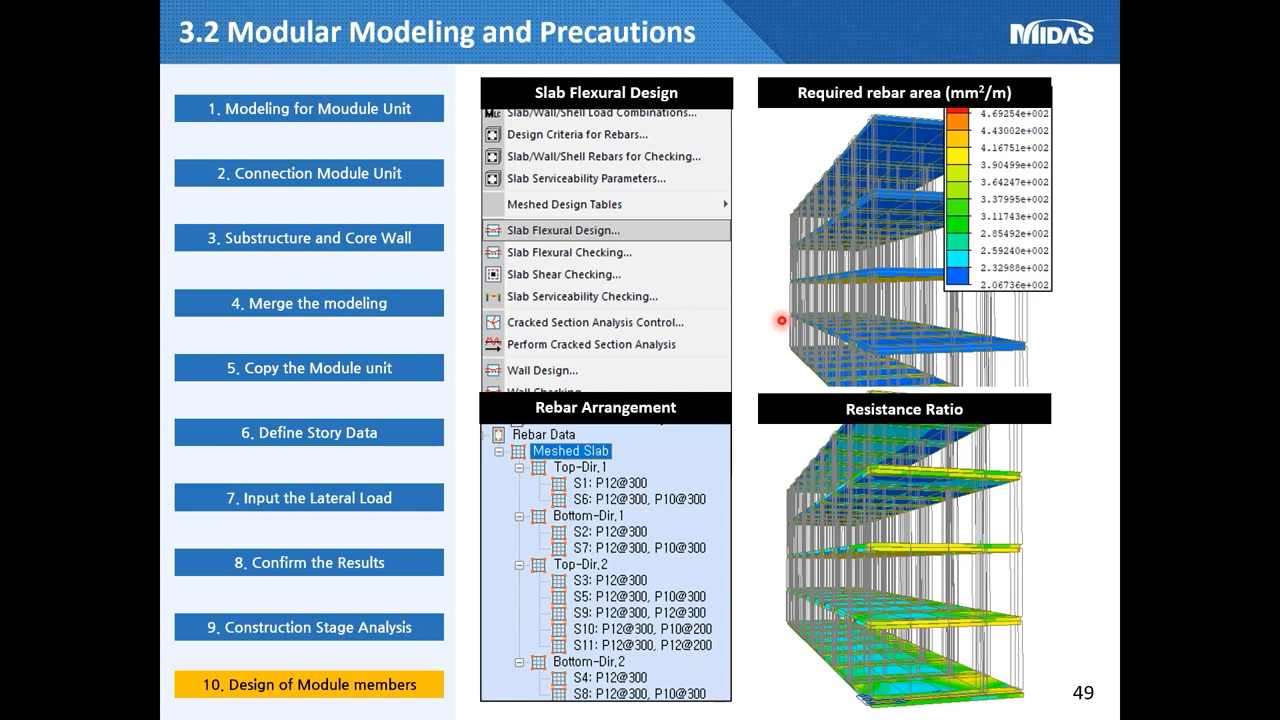 3.2 Modular Modeling and Precautions
MIDAS
1. Modeling for Moudule Unit
2. Connection Module Unit
3. Substructure and Core Wall
4. Merge the modeling
5. Copy the Module unit
6. Define Story Data
7. Input the Lateral Load
8. Confirm the Results
9. Construction Stage Analysis
10. Design of Module members
Slab Flexural Design
Slab/Wall/Shell Load Combinations...
Design Criteria for Rebars...
Slab/Wall/Shell Rebars for Checking...
Slab Serviceability Parameters...
Meshed Design Tables
Slab Flexural Design...
Slab Flexural Checking...
Slab Shear Checking...
Slab Serviceability Checking...
Cracked Section Analysis Control...
Perform Cracked Section Analysis
Wall Design...
Wall Checking
Required rebar area (mm²/m)
4.69254e+002
4.43002e+002
4.16751e+002
3.90499e+002
3.64247e+002
3.37995e+002
3.11743e+002
2.85492e+002
2.59240e+002
2.32988e+002
2.06736e+002
Rebar Arrangement
Rebar Data
Meshed Slab
Top-Dir,1
S1: P12@300
S6: P12@300, P10@300
Bottom-Dir,1
S2: P12@300
S7: P12@300, P10@300
Top-Dir,2
S3: P12@300
S5: P12@300, P10@300
S9: P12@300, P12@300
S10: P12@300, P10@200
S11: P12@300, P12@200
Bottom-Dir,2
S4: P12@300
S8: P12@300, P10@300
Resistance Ratio
49